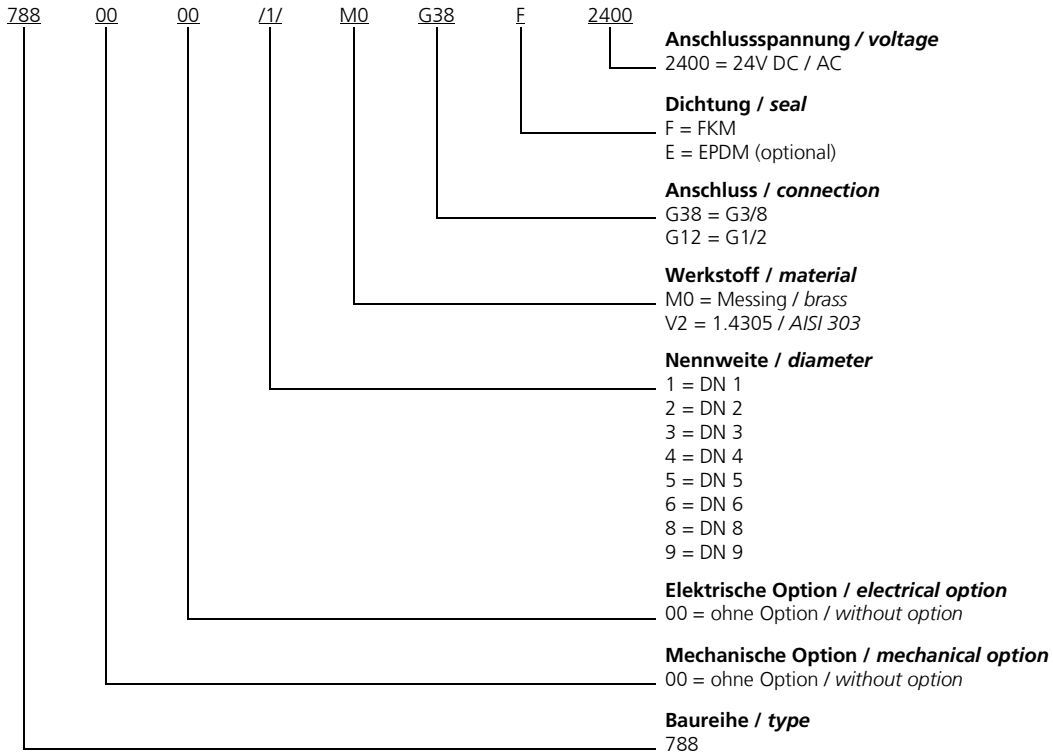 788 00 00 /1/ M0 G38 F 2400
Anschlussspannung / voltage
2400 = 24V DC / AC
Dichtung / seal
F = FKM
E = EPDM (optional)
Anschluss / connection
G38 = G3/8
G12 = G1/2
Werkstoff / material
M0 = Messing / brass
V2 = 1.4305 / AISI 303
Nennweite / diameter
1 = DN 1
2 = DN 2
3 = DN 3
4 = DN 4
5 = DN 5
6 = DN 6
8 = DN 8
9 = DN 9
Elektrische Option / electrical option
00 = ohne Option / without option
Mechanische Option / mechanical option
00 = ohne Option / without option
Baureihe / type
788